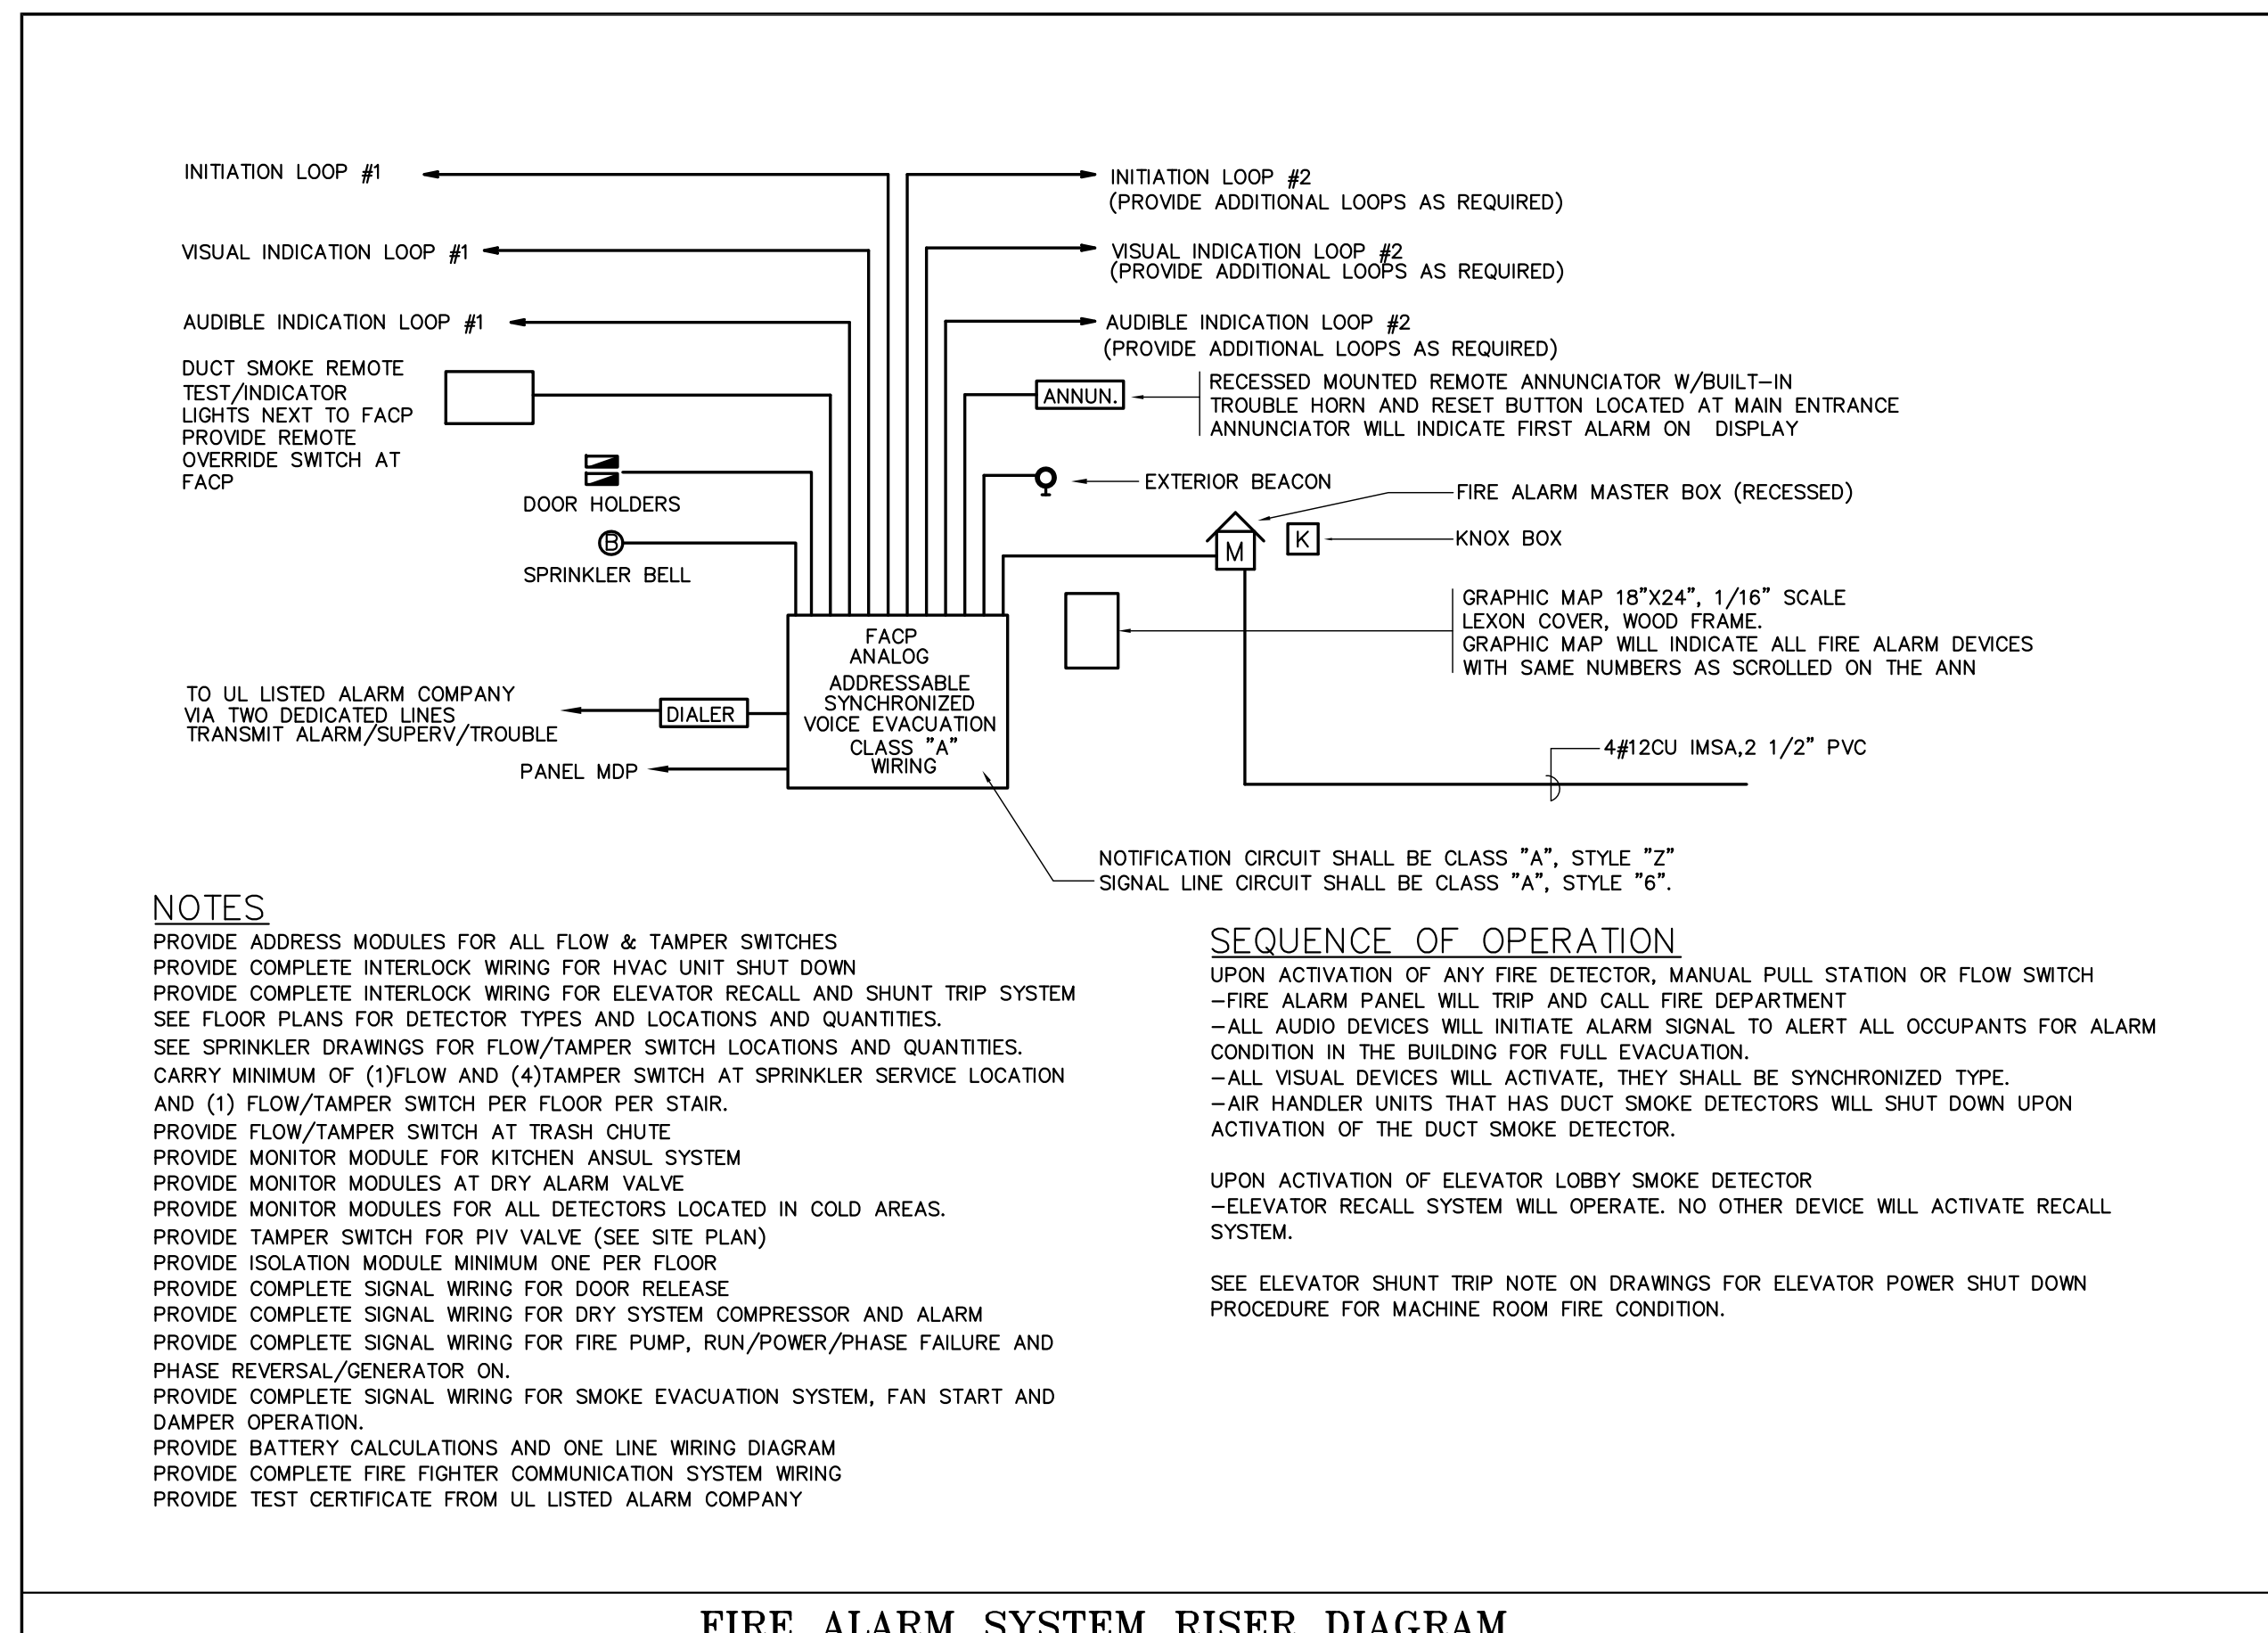 INITIATION LOOP #1
INITIATION LOOP #2
(PROVIDE ADDITIONAL LOOPS AS REQUIRED)
VISUAL INDICATION LOOP #1
VISUAL INDICATION LOOP #2
(PROVIDE ADDITIONAL LOOPS AS REQUIRED)
AUDIBLE INDICATION LOOP #1
AUDIBLE INDICATION LOOP #2
(PROVIDE ADDITIONAL LOOPS AS REQUIRED)
DUCT SMOKE REMOTE
TEST/INDICATOR
LIGHTS NEXT TO FACP
PROVIDE REMOTE
OVERRIDE SWITCH AT
FACP
ANNUN.
RECESSED MOUNTED REMOTE ANNUNCIATOR W/BUILT-IN
TROUBLE HORN AND RESET BUTTON LOCATED AT MAIN ENTRANCE
ANNUNCIATOR WILL INDICATE FIRST ALARM ON DISPLAY
DOOR HOLDERS
EXTERIOR BEACON
FIRE ALARM MASTER BOX (RECESSED)
B
SPRINKLER BELL
M
K
KNOX BOX
GRAPHIC MAP 18"X24", 1/16" SCALE
LEXON COVER, WOOD FRAME.
GRAPHIC MAP WILL INDICATE ALL FIRE ALARM DEVICES
WITH SAME NUMBERS AS SCROLLED ON THE ANN
FACP
ANALOG
ADDRESSABLE
SYNCHRONIZED
VOICE EVACUATION
CLASS "A"
WIRING
TO UL LISTED ALARM COMPANY
VIA TWO DEDICATED LINES
TRANSMIT ALARM/SUPERV/TROUBLE
DIALER
PANEL MDP
4#12CU IMSA,2 1/2" PVC
NOTIFICATION CIRCUIT SHALL BE CLASS "A", STYLE "Z"
SIGNAL LINE CIRCUIT SHALL BE CLASS "A", STYLE "6".
NOTES
PROVIDE ADDRESS MODULES FOR ALL FLOW & TAMPER SWITCHES
PROVIDE COMPLETE INTERLOCK WIRING FOR HVAC UNIT SHUT DOWN
PROVIDE COMPLETE INTERLOCK WIRING FOR ELEVATOR RECALL AND SHUNT TRIP SYSTEM
SEE FLOOR PLANS FOR DETECTOR TYPES AND LOCATIONS AND QUANTITIES.
SEE SPRINKLER DRAWINGS FOR FLOW/TAMPER SWITCH LOCATIONS AND QUANTITIES.
CARRY MINIMUM OF (1)FLOW AND (4)TAMPER SWITCH AT SPRINKLER SERVICE LOCATION
AND (1) FLOW/TAMPER SWITCH PER FLOOR PER STAIR.
PROVIDE FLOW/TAMPER SWITCH AT TRASH CHUTE
PROVIDE MONITOR MODULE FOR KITCHEN ANSUL SYSTEM
PROVIDE MONITOR MODULES AT DRY ALARM VALVE
PROVIDE MONITOR MODULES FOR ALL DETECTORS LOCATED IN COLD AREAS.
PROVIDE TAMPER SWITCH FOR PIV VALVE (SEE SITE PLAN)
PROVIDE ISOLATION MODULE MINIMUM ONE PER FLOOR
PROVIDE COMPLETE SIGNAL WIRING FOR DOOR RELEASE
PROVIDE COMPLETE SIGNAL WIRING FOR DRY SYSTEM COMPRESSOR AND ALARM
PROVIDE COMPLETE SIGNAL WIRING FOR FIRE PUMP, RUN/POWER/PHASE FAILURE AND
PHASE REVERSAL/GENERATOR ON.
PROVIDE COMPLETE SIGNAL WIRING FOR SMOKE EVACUATION SYSTEM, FAN START AND
DAMPER OPERATION.
PROVIDE BATTERY CALCULATIONS AND ONE LINE WIRING DIAGRAM
PROVIDE COMPLETE FIRE FIGHTER COMMUNICATION SYSTEM WIRING
PROVIDE TEST CERTIFICATE FROM UL LISTED ALARM COMPANY
SEQUENCE OF OPERATION
UPON ACTIVATION OF ANY FIRE DETECTOR, MANUAL PULL STATION OR FLOW SWITCH
-FIRE ALARM PANEL WILL TRIP AND CALL FIRE DEPARTMENT
-ALL AUDIO DEVICES WILL INITIATE ALARM SIGNAL TO ALERT ALL OCCUPANTS FOR ALARM
CONDITION IN THE BUILDING FOR FULL EVACUATION.
-ALL VISUAL DEVICES WILL ACTIVATE, THEY SHALL BE SYNCHRONIZED TYPE.
-AIR HANDLER UNITS THAT HAS DUCT SMOKE DETECTORS WILL SHUT DOWN UPON
ACTIVATION OF THE DUCT SMOKE DETECTOR.
UPON ACTIVATION OF ELEVATOR LOBBY SMOKE DETECTOR
-ELEVATOR RECALL SYSTEM WILL OPERATE. NO OTHER DEVICE WILL ACTIVATE RECALL
SYSTEM.
SEE ELEVATOR SHUNT TRIP NOTE ON DRAWINGS FOR ELEVATOR POWER SHUT DOWN
PROCEDURE FOR MACHINE ROOM FIRE CONDITION.
FIRE ALARM SYSTEM RISER DIAGRAM